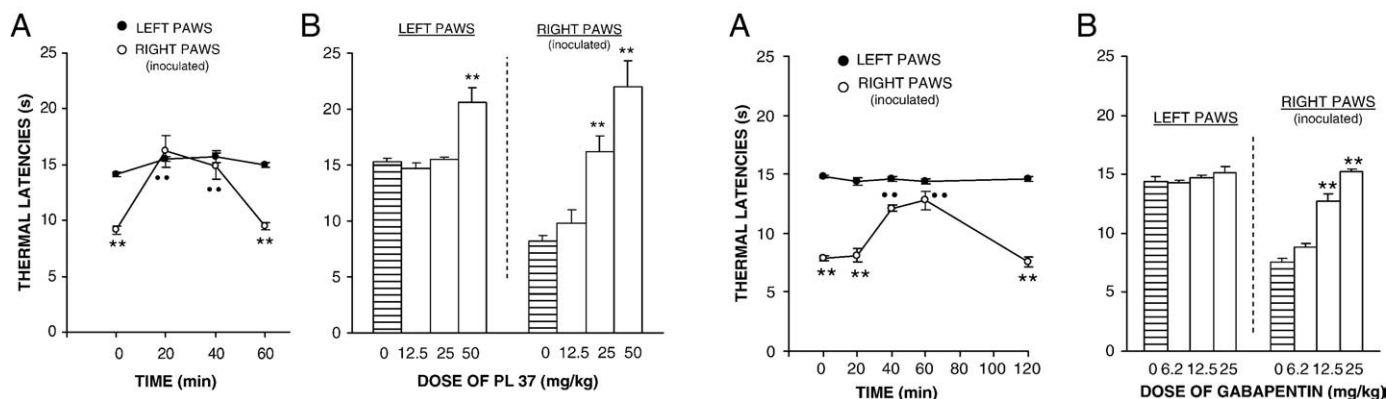 A
LEFT PAWS
RIGHT PAWS
(inoculated)
THERMAL LATENCIES (s)
25
20
15
10
5
0
**
••
••
**
0 20 40 60
TIME (min)
B
LEFT PAWS
RIGHT PAWS
(inoculated)
25
20
15
10
5
0
**
**
**
0 12.5 25 50
0 12.5 25 50
DOSE OF PL 37 (mg/kg)
A
LEFT PAWS
RIGHT PAWS
(inoculated)
THERMAL LATENCIES (s)
25
20
15
10
5
0
**
**
••
••
**
0 20 40 60 120
TIME (min)
B
LEFT PAWS
RIGHT PAWS
(inoculated)
25
20
15
10
5
0
**
**
0 6.2 12.5 25
0 6.2 12.5 25
DOSE OF GABAPENTIN (mg/kg)